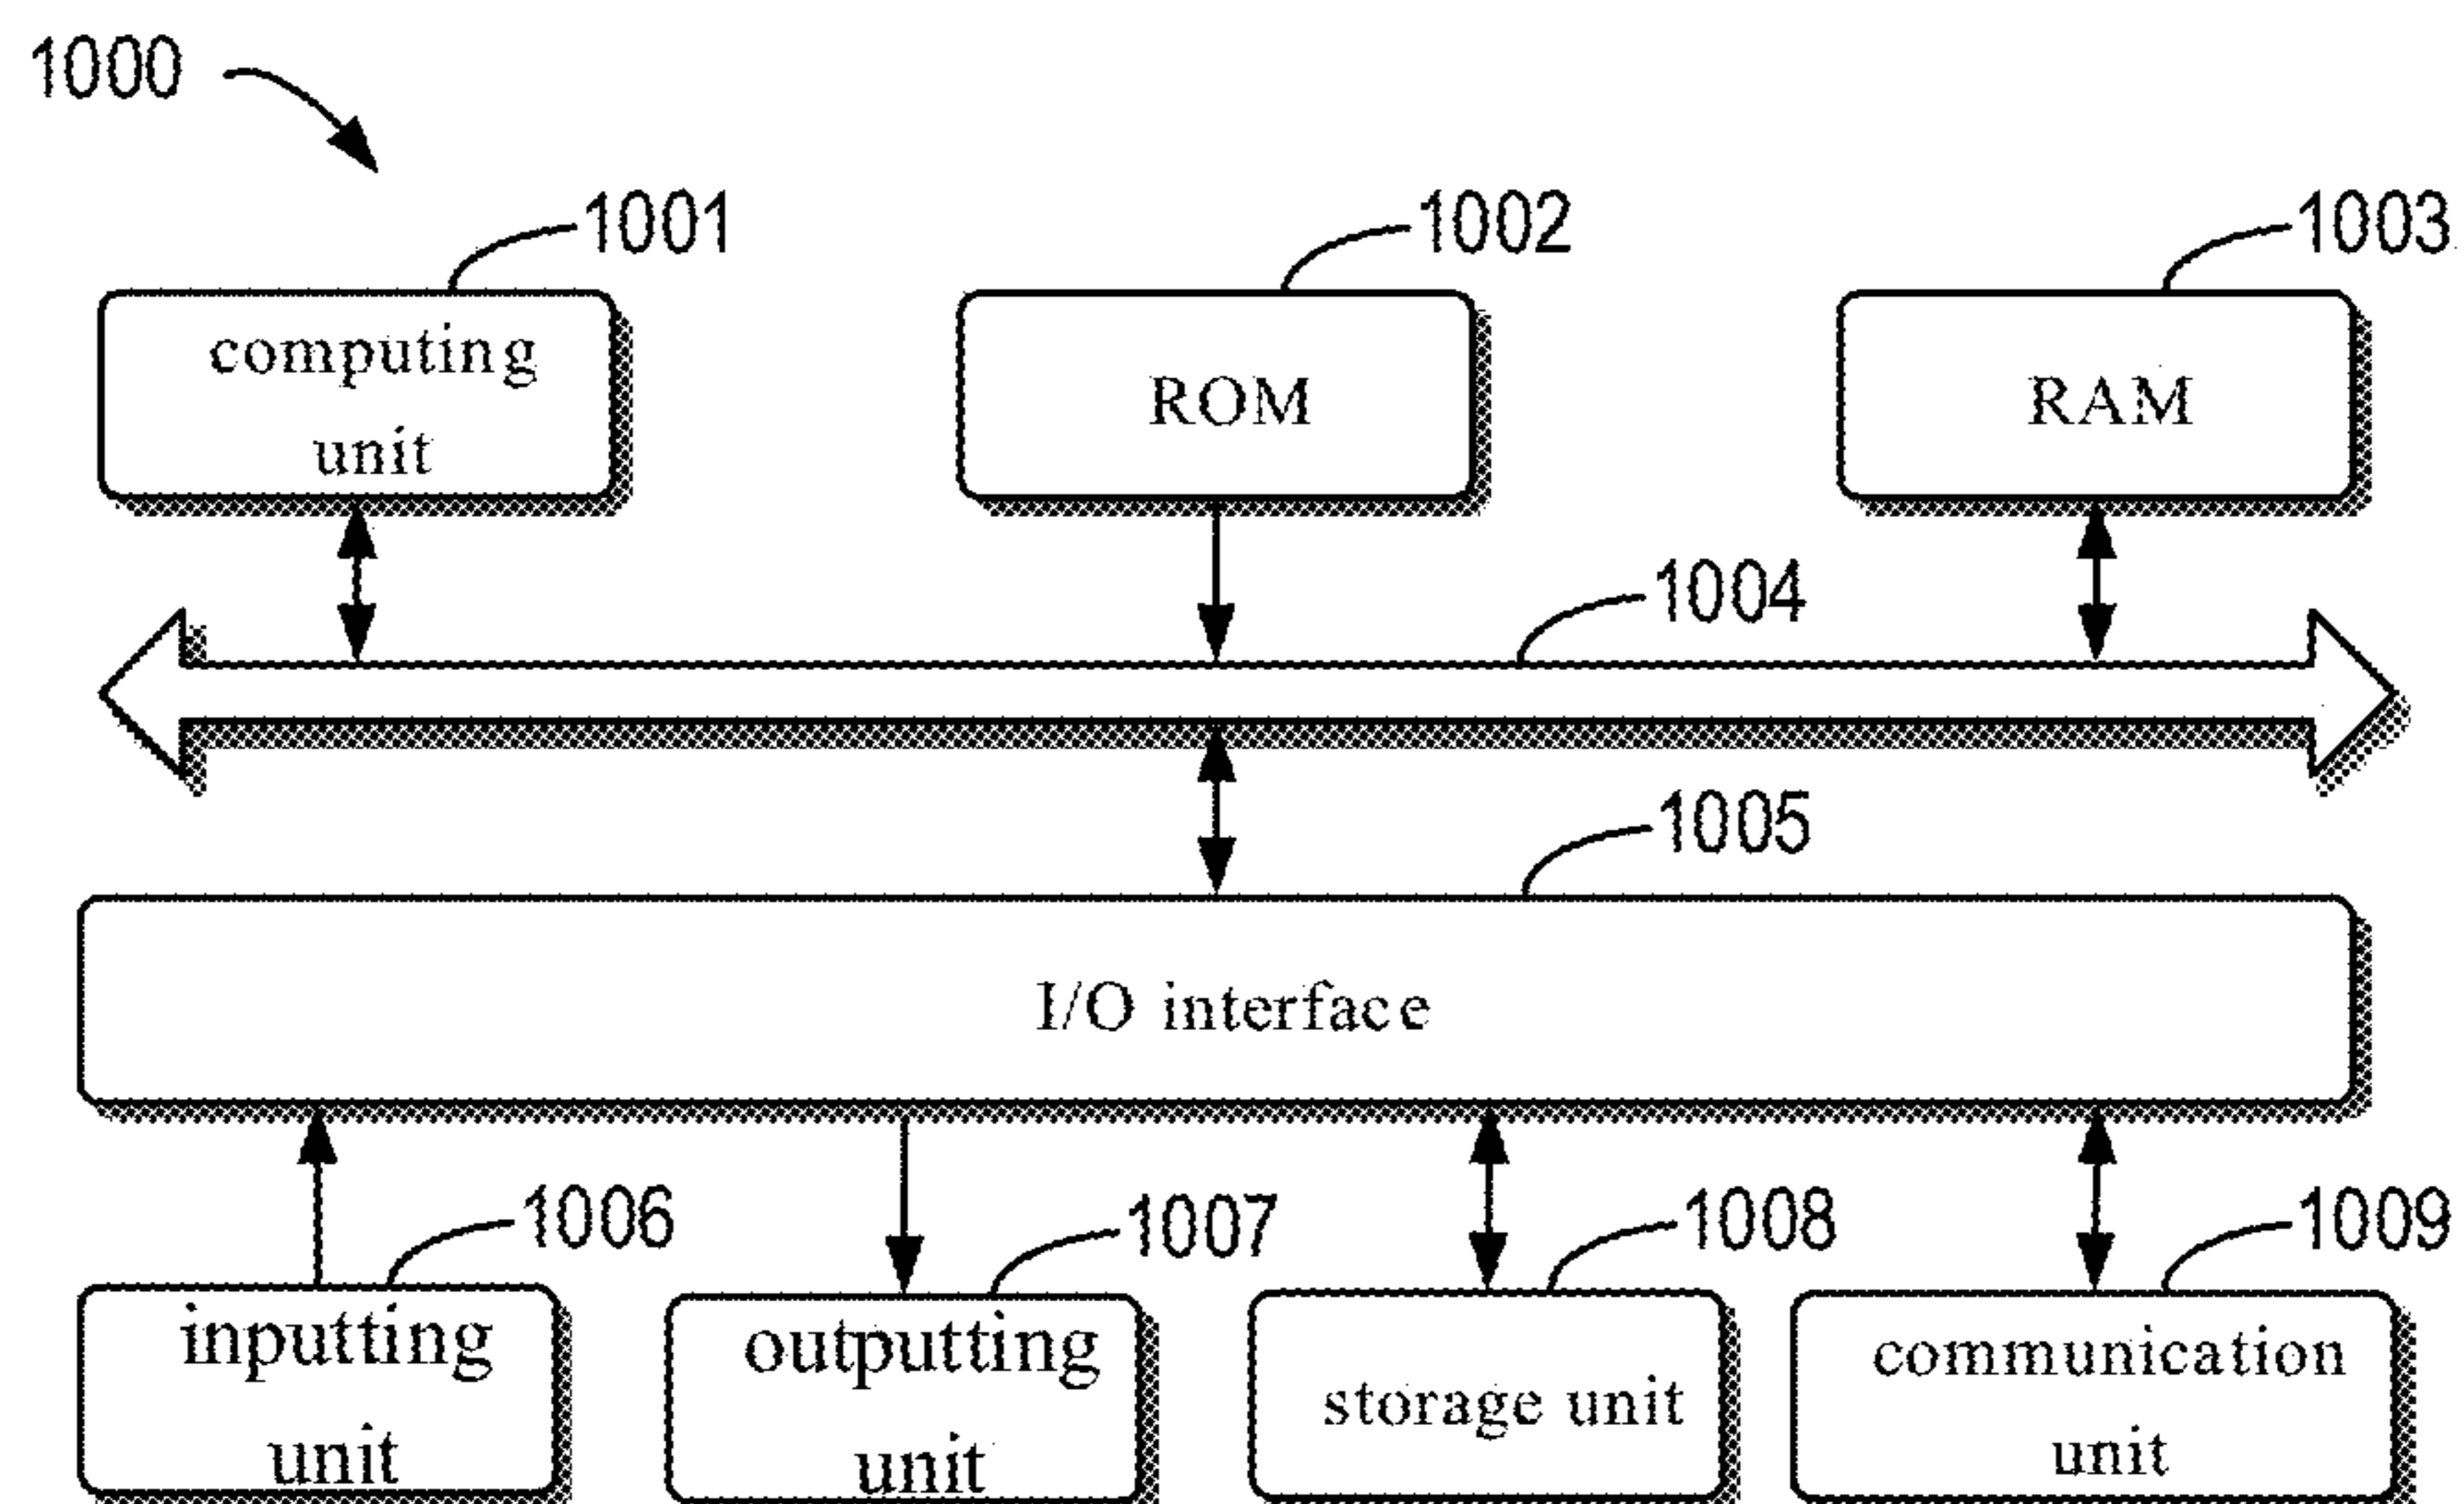 1000
1001
1002
1003
computing
unit
ROM
RAM
1004
1005
I/O interface
1006
1007
1008
1009
inputting
unit
outputting
unit
storage unit
communication
unit